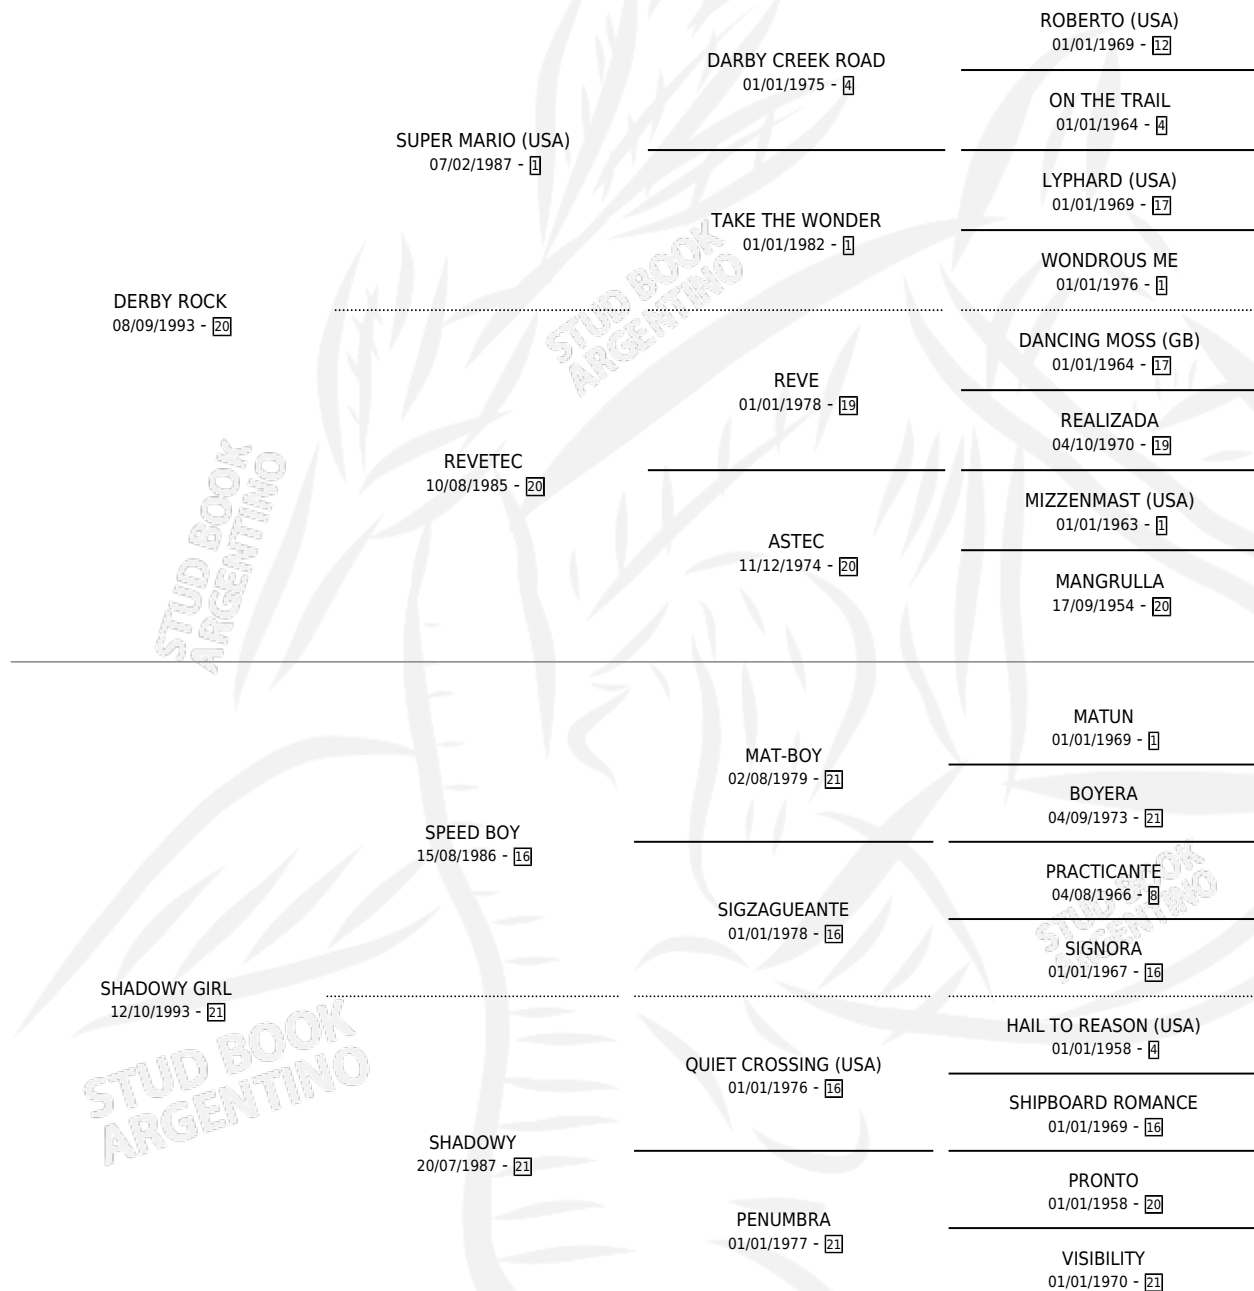 ROBERTO (USA)
01/01/1969 - 12
DARBY CREEK ROAD
01/01/1975 - 4
ON THE TRAIL
01/01/1964 - 4
SUPER MARIO (USA)
07/02/1987 - 1
LYPHARD (USA)
01/01/1969 - 17
TAKE THE WONDER
01/01/1982 - 1
WONDROUS ME
01/01/1976 - 1
DERBY ROCK
08/09/1993 - 20
STUD BOOK
ARGENTINO
DANCING MOSS (GB)
01/01/1964 - 17
REVE
01/01/1978 - 19
REALIZADA
04/10/1970 - 19
REVETEC
10/08/1985 - 20
MIZZENMAST (USA)
01/01/1963 - 1
ASTEC
11/12/1974 - 20
MANGRULLA
17/09/1954 - 20
STUD BOOK
ARGENTINO
MATUN
01/01/1969 - 1
MAT-BOY
02/08/1979 - 21
BOYERA
04/09/1973 - 21
SPEED BOY
15/08/1986 - 16
PRACTICANTE
04/08/1966 - 8
SIGZAGUEANTE
01/01/1978 - 16
STUD BOOK
ARGENTINO
SIGNORA
01/01/1967 - 16
SHADOWY GIRL
12/10/1993 - 21
STUD BOOK
ARGENTINO
HAIL TO REASON (USA)
01/01/1958 - 4
QUIET CROSSING (USA)
01/01/1976 - 16
SHIPBOARD ROMANCE
01/01/1969 - 16
SHADOWY
20/07/1987 - 21
PRONTO
01/01/1958 - 20
PENUMBRA
01/01/1977 - 21
VISIBILITY
01/01/1970 - 21